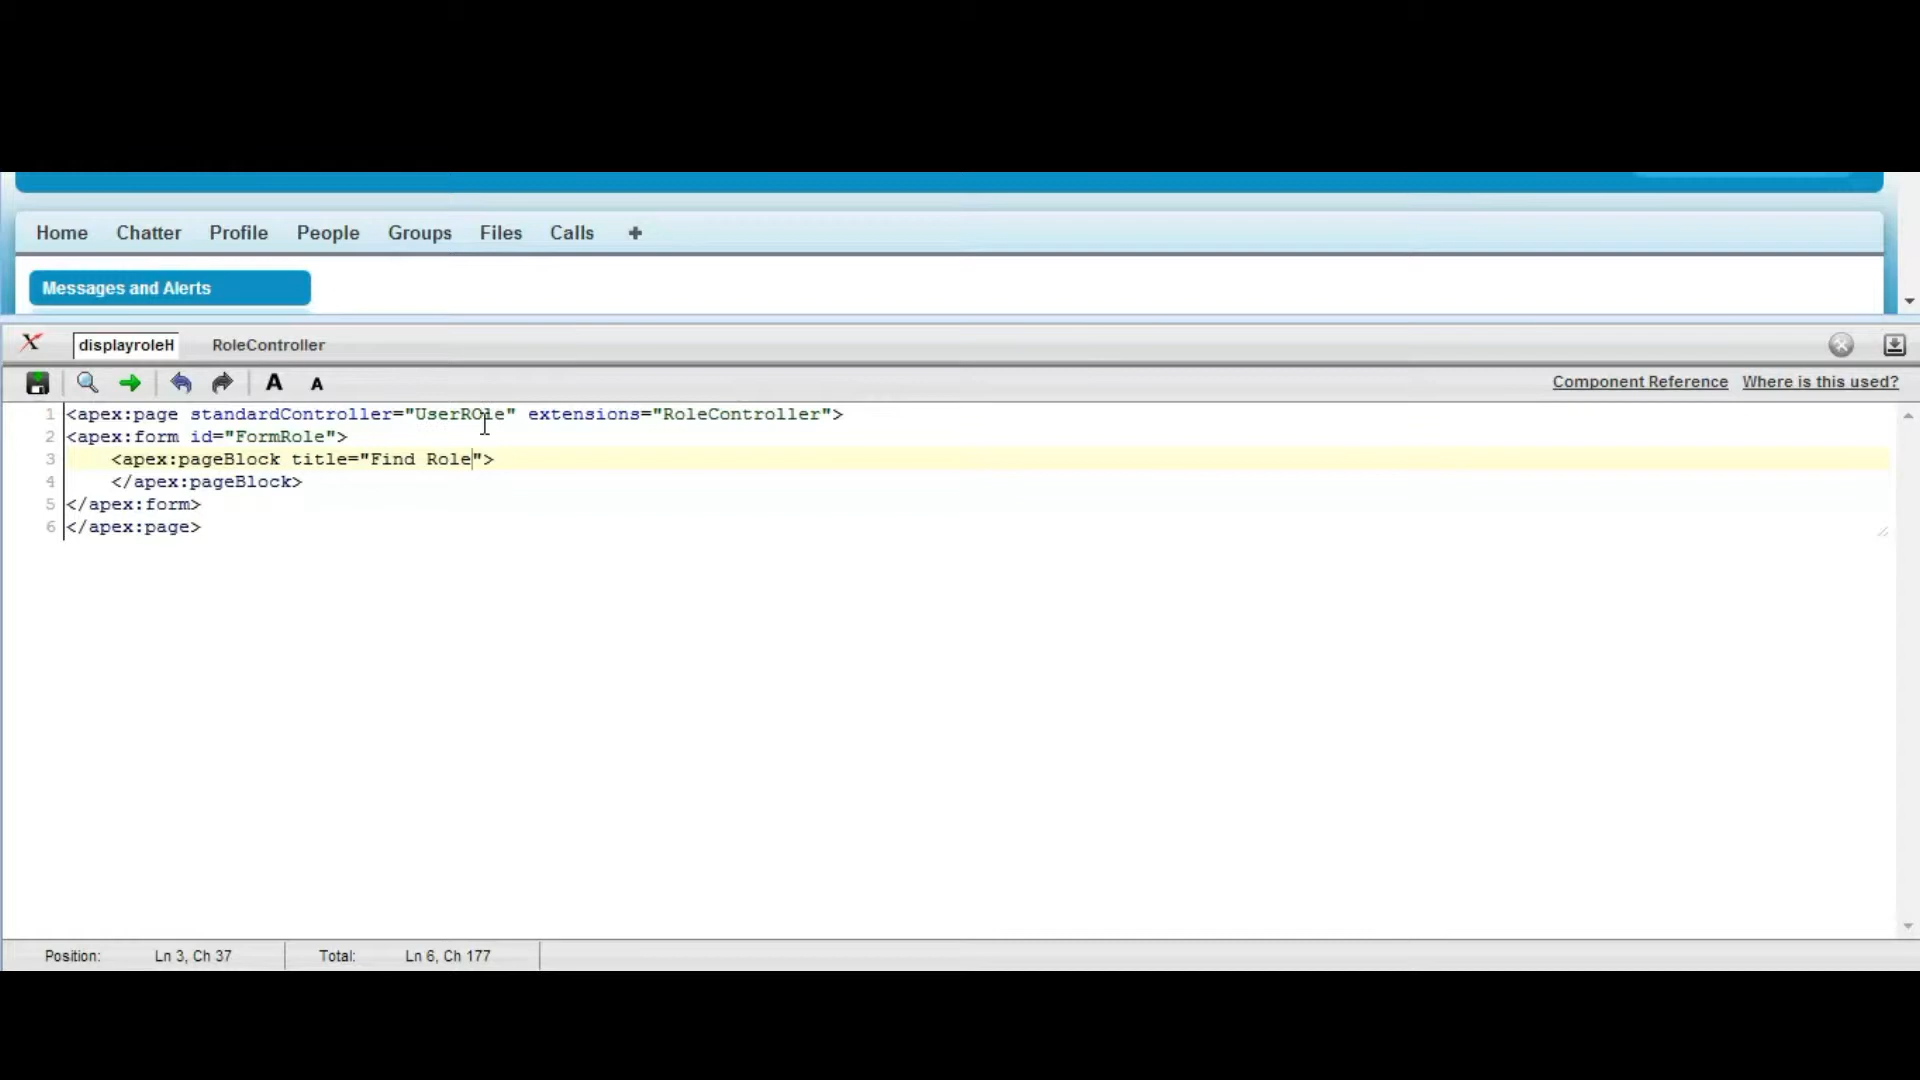 Home Chatter Profile People Groups Files Calls +
Messages and Alerts
displayroleH RoleController
A A Component Reference Where is this used?
1 <apex:page standardController="UserROle" extensions="RoleController">
2 <apex:form id="FormRole">
3 <apex:pageBlock title="Find Role">
4 </apex:pageBlock>
5 </apex:form>
6 </apex:page>
Position: Ln 3, Ch 37 Total: Ln 6, Ch 177